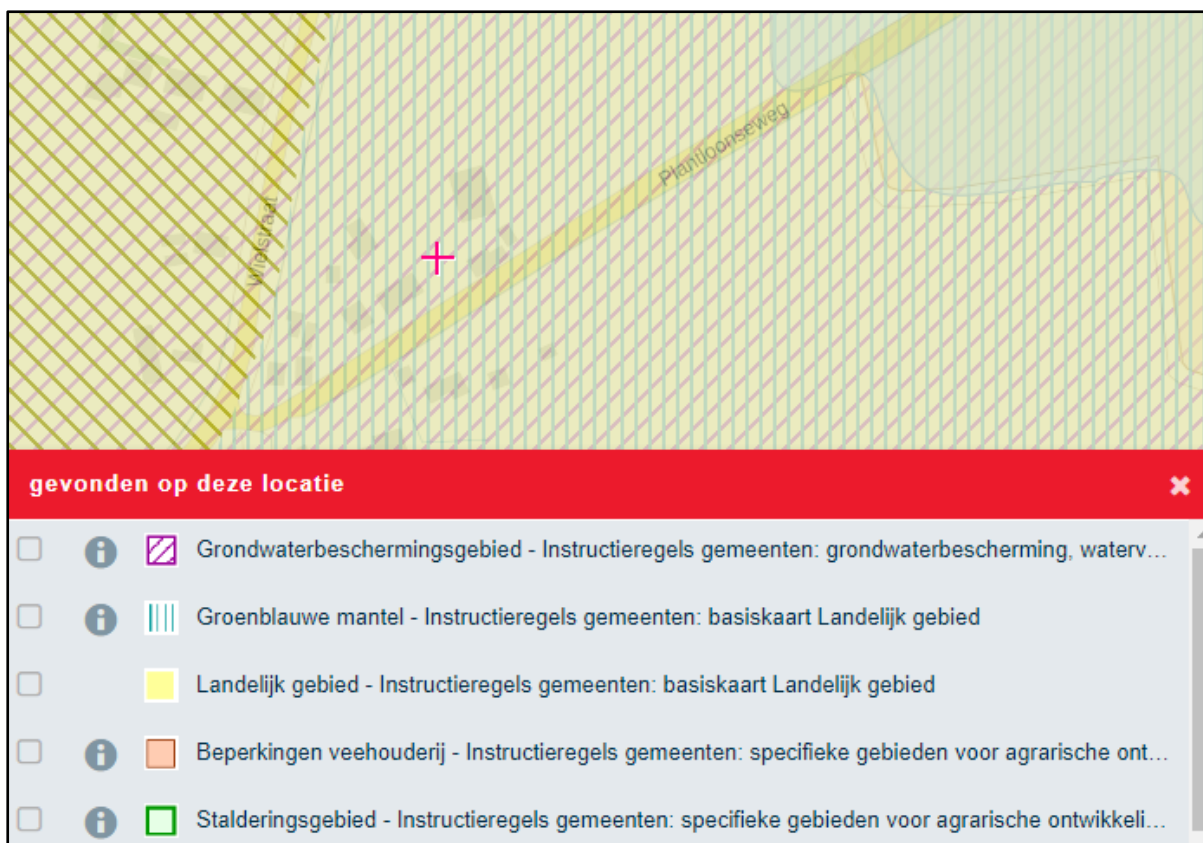 Plantloonseweg
Wielstraat
gevonden op deze locatie
Grondwaterbeschermingsgebied - Instructieregels gemeenten: grondwaterbescherming, waterv...
Groenblauwe mantel - Instructieregels gemeenten: basiskaart Landelijk gebied
Landelijk gebied - Instructieregels gemeenten: basiskaart Landelijk gebied
Beperkingen veehouderij - Instructieregels gemeenten: specifieke gebieden voor agrarische ont...
Stalderingsgebied - Instructieregels gemeenten: specifieke gebieden voor agrarische ontwikkeli...